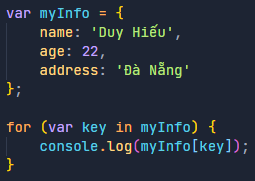 var myInfo = {
    name: 'Duy Hiếu',
    age: 22,
    address: 'Đà Nẵng'
};

for (var key in myInfo) {
    console.log(myInfo[key]);
}